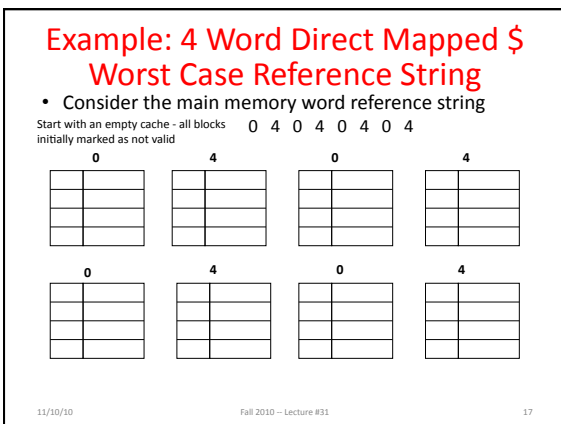 Example: 4 Word Direct Mapped $
Worst Case Reference String
• Consider the main memory word reference string
Start with an empty cache - all blocks
initially marked as not valid
0 4 0 4 0 4 0 4
0 4 0 4
0 4 0 4
11/10/10 Fall 2010 -- Lecture #31 17